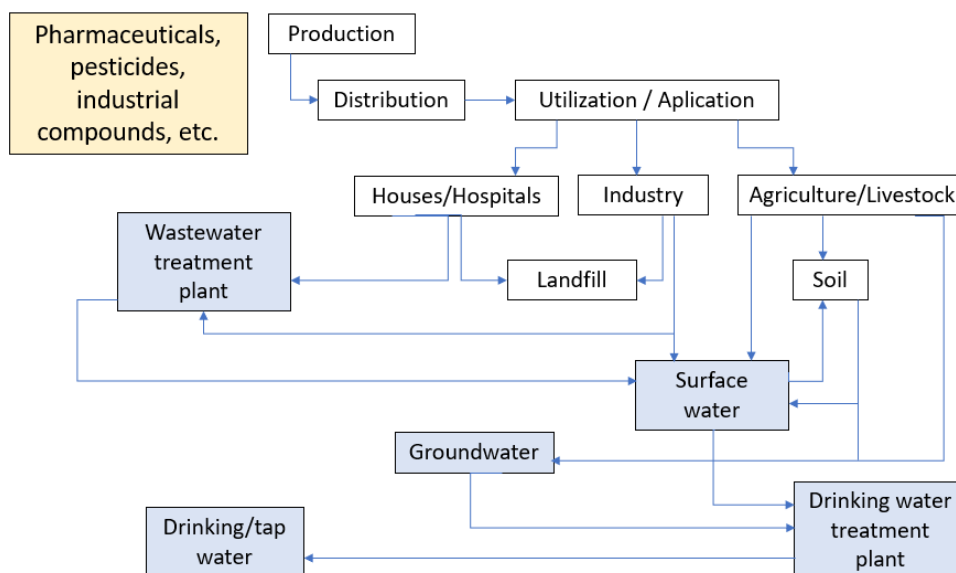 Pharmaceuticals,
pesticides,
industrial
compounds, etc.
Production
Distribution
Utilization / Aplication
Houses/Hospitals
Industry
Agriculture/Livestock
Wastewater
treatment
plant
Landfill
Soil
Surface
water
Groundwater
Drinking water
treatment
plant
Drinking/tap
water